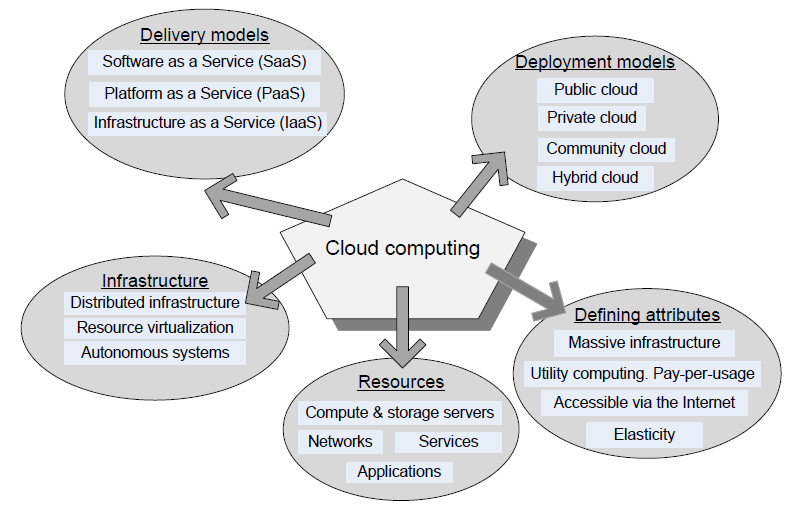 Delivery models
Software as a Service (SaaS)
Platform as a Service (PaaS)
Infrastructure as a Service (IaaS)
Deployment models
Public cloud
Private cloud
Community cloud
Hybrid cloud
Cloud computing
Infrastructure
Distributed infrastructure
Resource virtualization
Autonomous systems
Defining attributes
Massive infrastructure
Utility computing. Pay-per-usage
Accessible via the Internet
Elasticity
Resources
Compute & storage servers
Networks Services
Applications